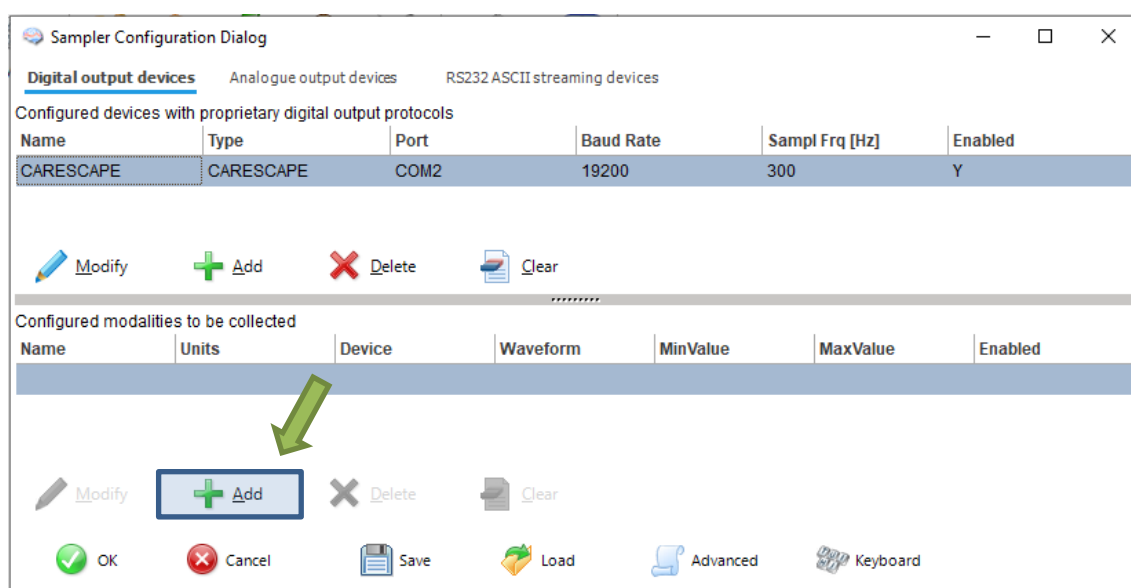 Sampler Configuration Dialog
Digital output devices Analogue output devices RS232 ASCII streaming devices
Configured devices with proprietary digital output protocols
Name Type Port Baud Rate Sampl Frq [Hz] Enabled
CARESCAPE CARESCAPE COM2 19200 300 Y
Modify Add Delete Clear
Configured modalities to be collected
Name Units Device Waveform MinValue MaxValue Enabled
Modify Add Delete Clear
OK Cancel Save Load Advanced Keyboard